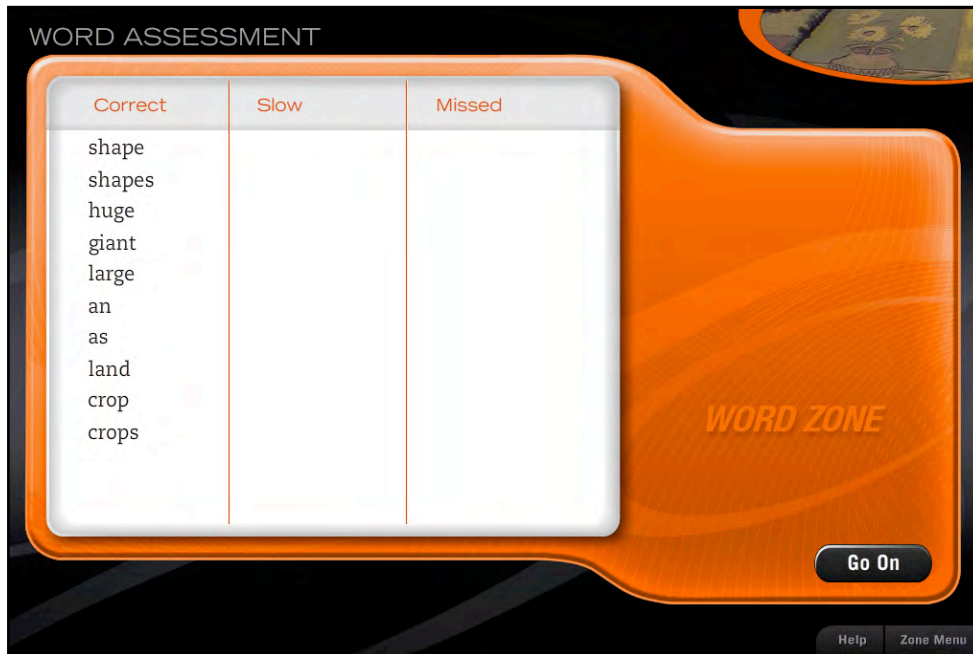 WORD ASSESSMENT
Correct Slow Missed
shape
shapes
huge
giant
large
an
as
land
crop
crops
WORD ZONE
Go On
Help Zone Menu